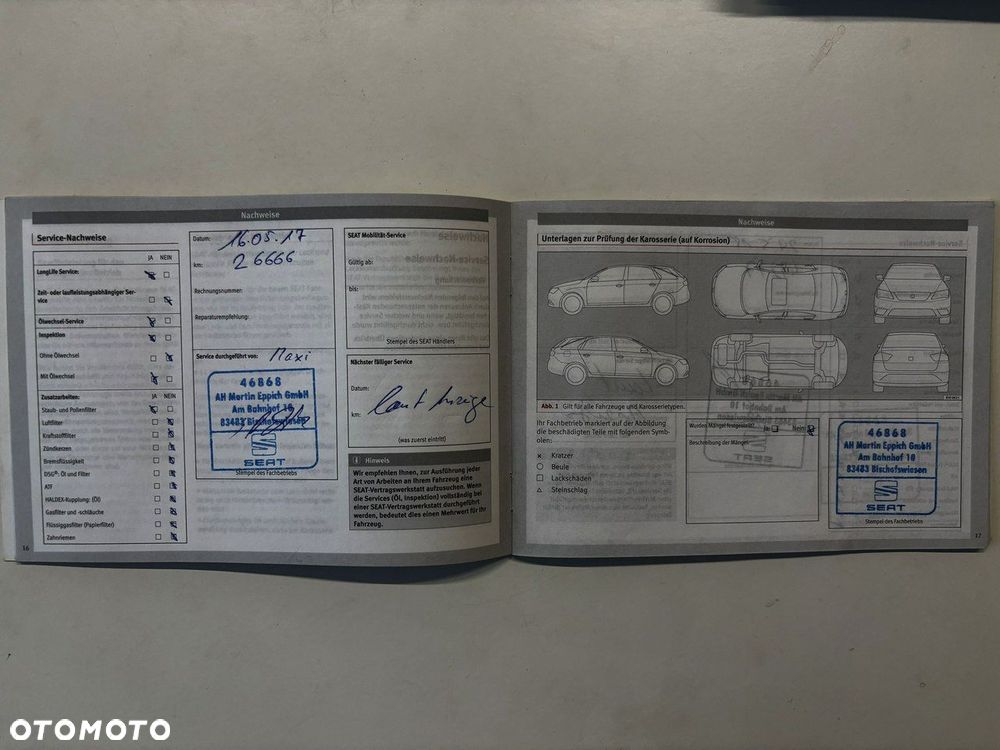 Nachweise
Service-Nachweise
JA NEIN
LongLife Service:
Zeit- oder laufleistungsabhängiger Ser-
vice
Ölwechsel-Service
Inspektion
Ohne Ölwechsel
Mit Ölwechsel
Zusatzarbeiten: JA NEIN
Staub- und Pollenfilter
Luftfilter
Kraftstofffilter
Zündkerzen
Bremsflüssigkeit
DSG®: Öl und Filter
ATF
HALDEX-Kupplung: (Öl)
Gasfilter und -schläuche
Flüssiggasfilter (Papierfilter)
Zahnriemen
16
Datum: 16.05.17
km: 26666
Rechnungsnummer:
Reparaturempfehlung:
Service durchgeführt von: Maxi
46868
AH Martin Eppich GmbH
Am Bahnhof 10
83483 Bischofswiesen
SEAT
Stempel des Fachbetriebs
SEAT Mobilität-Service
Gültig ab:
bis:
Stempel des SEAT Händlers
Nächster fälliger Service
Datum:
km: laut Anzeige
(was zuerst eintritt)
i Hinweis
Wir empfehlen Ihnen, zur Ausführung jeder
Art von Arbeiten an Ihrem Fahrzeug eine
SEAT-Vertragswerkstatt aufzusuchen. Wenn
die Services (Öl, Inspektion) vollständig bei
einer SEAT-Vertragswerkstatt durchgeführt
werden, bedeutet dies einen Mehrwert für Ihr
Fahrzeug.
Nachweise
Unterlagen zur Prüfung der Karosserie (auf Korrosion)
Abb. 1 Gilt für alle Fahrzeuge und Karosserietypen.
Ihr Fachbetrieb markiert auf der Abbildung
die beschädigten Teile mit folgenden Symb-
olen:
× Kratzer
○ Beule
□ Lackschäden
△ Steinschlag
Wurden Mängel festgestellt? Ja Nein
Beschreibung der Mängel:
46868
AH Martin Eppich GmbH
Am Bahnhof 10
83483 Bischofswiesen
SEAT
Stempel des Fachbetriebs
17
OTOMOTO